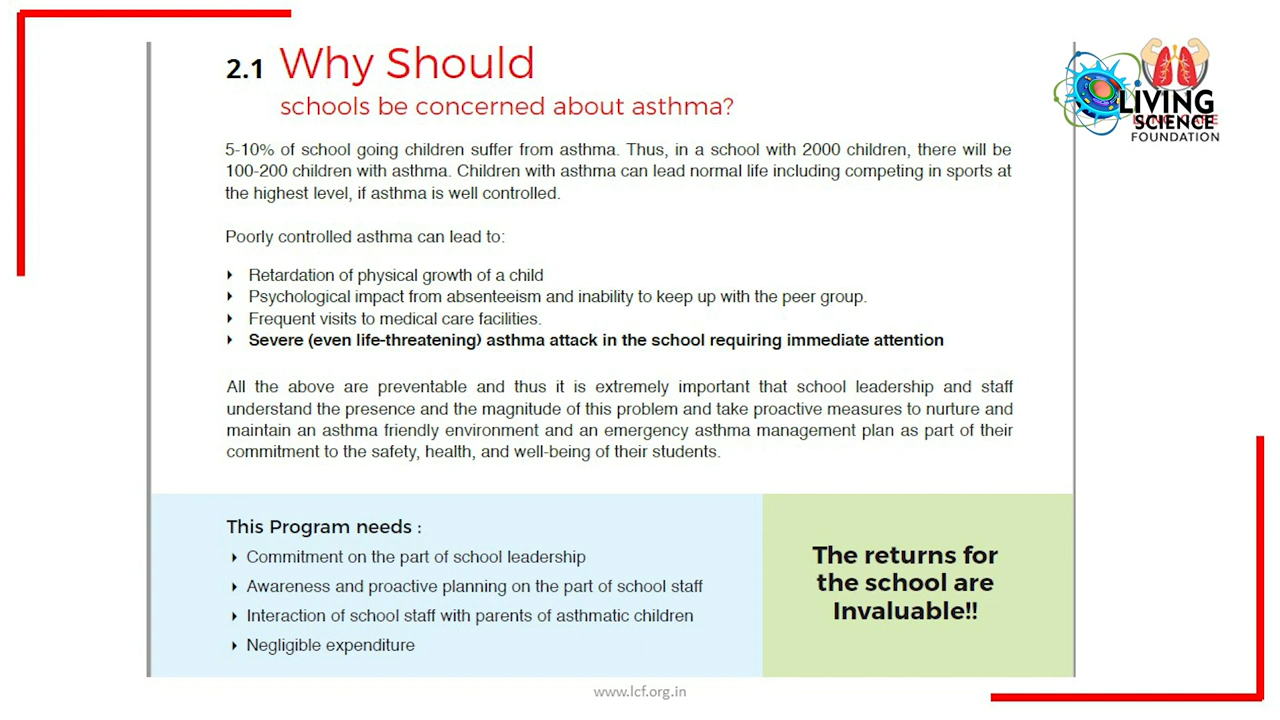 2.1 Why Should
schools be concerned about asthma?
LIVING
SCIENCE
FOUNDATION
5-10% of school going children suffer from asthma. Thus, in a school with 2000 children, there will be
100-200 children with asthma. Children with asthma can lead normal life including competing in sports at
the highest level, if asthma is well controlled.
Poorly controlled asthma can lead to:
Retardation of physical growth of a child
Psychological impact from absenteeism and inability to keep up with the peer group.
Frequent visits to medical care facilities.
Severe (even life-threatening) asthma attack in the school requiring immediate attention
All the above are preventable and thus it is extremely important that school leadership and staff
understand the presence and the magnitude of this problem and take proactive measures to nurture and
maintain an asthma friendly environment and an emergency asthma management plan as part of their
commitment to the safety, health, and well-being of their students.
This Program needs :
Commitment on the part of school leadership
Awareness and proactive planning on the part of school staff
Interaction of school staff with parents of asthmatic children
Negligible expenditure
The returns for
the school are
Invaluable!!
www.lcf.org.in